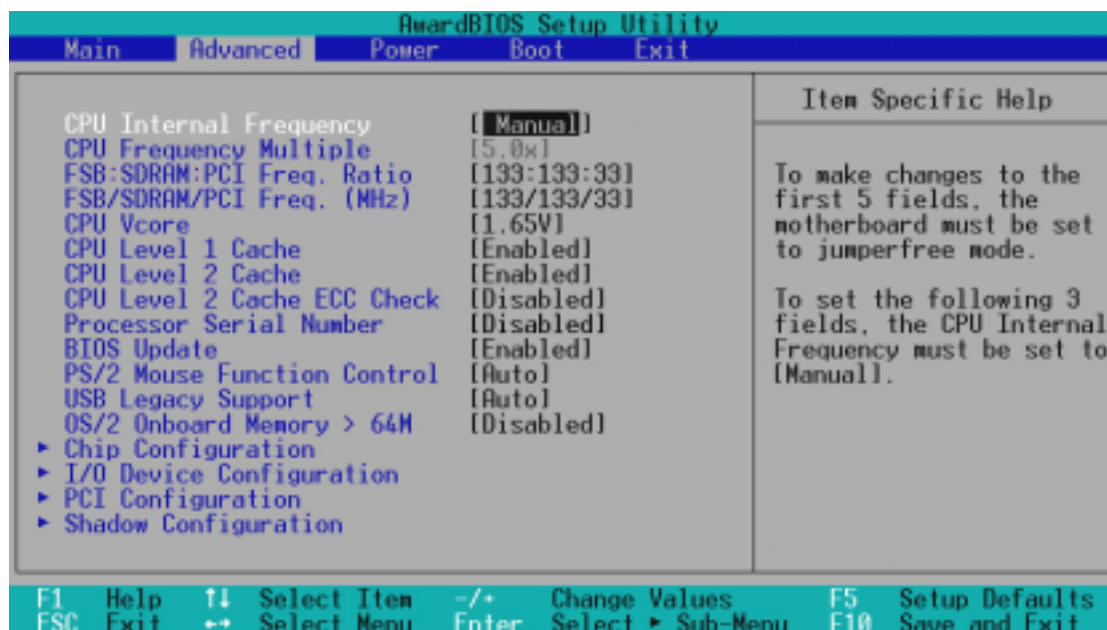 AwardBIOS Setup Utility
Main Advanced Power Boot Exit
Item Specific Help
CPU Internal Frequency [ Manual]
CPU Frequency Multiple [5.0x]
FSB:SDRAM:PCI Freq. Ratio [133:133:33]
FSB/SDRAM/PCI Freq. (MHz) [133/133/33]
CPU Vcore [1.65V]
CPU Level 1 Cache [Enabled]
CPU Level 2 Cache [Enabled]
CPU Level 2 Cache ECC Check [Disabled]
Processor Serial Number [Disabled]
BIOS Update [Enabled]
PS/2 Mouse Function Control [Auto]
USB Legacy Support [Auto]
OS/2 Onboard Memory > 64M [Disabled]
► Chip Configuration
► I/O Device Configuration
► PCI Configuration
► Shadow Configuration
To make changes to the
first 5 fields, the
motherboard must be set
to jumperfree mode.
To set the following 3
fields, the CPU Internal
Frequency must be set to
[Manual].
F1 Help ↑↓ Select Item -/+ Change Values F5 Setup Defaults
ESC Exit ←→ Select Menu Enter Select ► Sub-Menu F10 Save and Exit